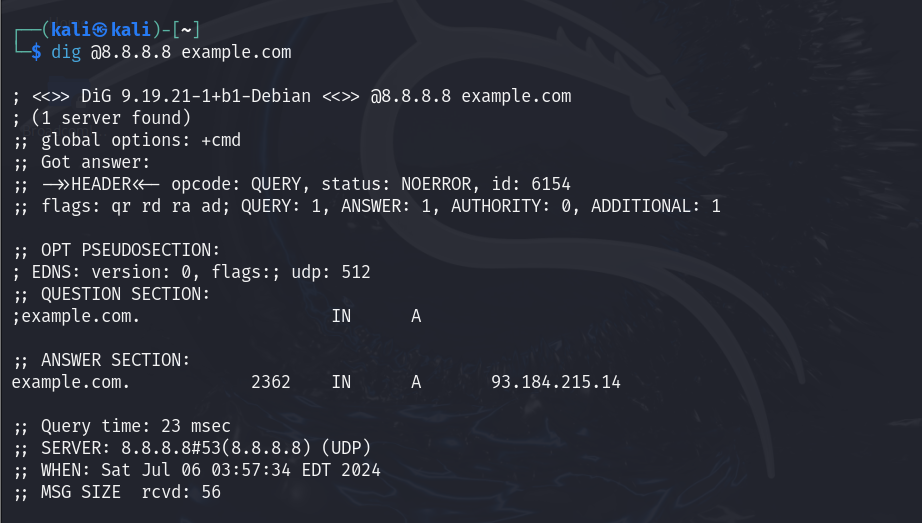 ┌──(kali㉿kali)-[~]
└─$ dig @8.8.8.8 example.com
; <<>> DiG 9.19.21-1+b1-Debian <<>> @8.8.8.8 example.com
; (1 server found)
;; global options: +cmd
;; Got answer:
;; ->>HEADER<<- opcode: QUERY, status: NOERROR, id: 6154
;; flags: qr rd ra ad; QUERY: 1, ANSWER: 1, AUTHORITY: 0, ADDITIONAL: 1
;; OPT PSEUDOSECTION:
; EDNS: version: 0, flags:; udp: 512
;; QUESTION SECTION:
;example.com. IN A
;; ANSWER SECTION:
example.com. 2362 IN A 93.184.215.14
;; Query time: 23 msec
;; SERVER: 8.8.8.8#53(8.8.8.8) (UDP)
;; WHEN: Sat Jul 06 03:57:34 EDT 2024
;; MSG SIZE  rcvd: 56